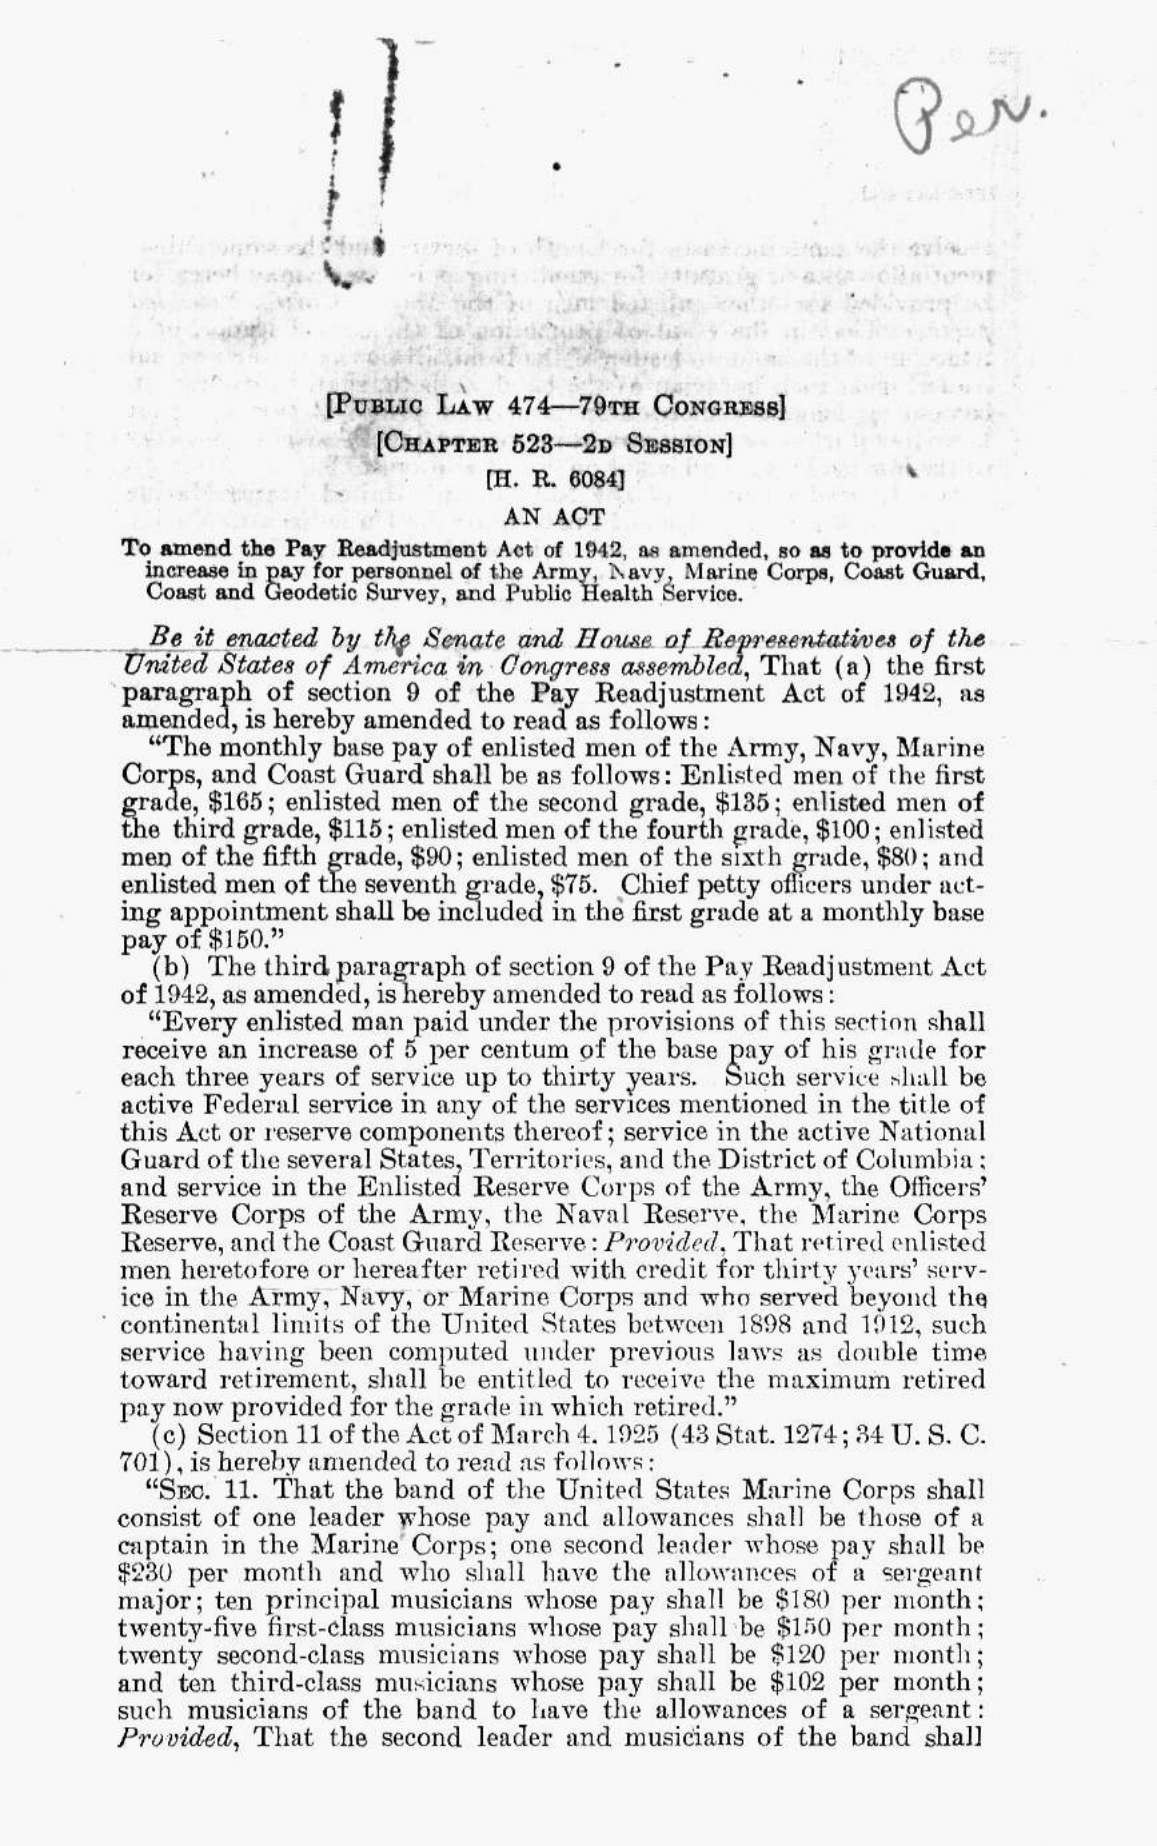 Per.
[PUBLIC LAW 474—79TH CONGRESS]
[CHAPTER 523—2D SESSION]
[H. R. 6084]
AN ACT
To amend the Pay Readjustment Act of 1942, as amended, so as to provide an
increase in pay for personnel of the Army, Navy, Marine Corps, Coast Guard,
Coast and Geodetic Survey, and Public Health Service.
Be it enacted by the Senate and House of Representatives of the
United States of America in Congress assembled, That (a) the first
paragraph of section 9 of the Pay Readjustment Act of 1942, as
amended, is hereby amended to read as follows:
“The monthly base pay of enlisted men of the Army, Navy, Marine
Corps, and Coast Guard shall be as follows: Enlisted men of the first
grade, $165; enlisted men of the second grade, $135; enlisted men of
the third grade, $115; enlisted men of the fourth grade, $100; enlisted
men of the fifth grade, $90; enlisted men of the sixth grade, $80; and
enlisted men of the seventh grade, $75. Chief petty officers under act-
ing appointment shall be included in the first grade at a monthly base
pay of $150.”
(b) The third paragraph of section 9 of the Pay Readjustment Act
of 1942, as amended, is hereby amended to read as follows:
“Every enlisted man paid under the provisions of this section shall
receive an increase of 5 per centum of the base pay of his grade for
each three years of service up to thirty years. Such service shall be
active Federal service in any of the services mentioned in the title of
this Act or reserve components thereof; service in the active National
Guard of the several States, Territories, and the District of Columbia;
and service in the Enlisted Reserve Corps of the Army, the Officers’
Reserve Corps of the Army, the Naval Reserve, the Marine Corps
Reserve, and the Coast Guard Reserve: Provided, That retired enlisted
men heretofore or hereafter retired with credit for thirty years’ serv-
ice in the Army, Navy, or Marine Corps and who served beyond the
continental limits of the United States between 1898 and 1912, such
service having been computed under previous laws as double time
toward retirement, shall be entitled to receive the maximum retired
pay now provided for the grade in which retired.”
(c) Section 11 of the Act of March 4, 1925 (43 Stat. 1274; 34 U. S. C.
701), is hereby amended to read as follows:
“SEC. 11. That the band of the United States Marine Corps shall
consist of one leader whose pay and allowances shall be those of a
captain in the Marine Corps; one second leader whose pay shall be
$230 per month and who shall have the allowances of a sergeant
major; ten principal musicians whose pay shall be $180 per month;
twenty-five first-class musicians whose pay shall be $150 per month;
twenty second-class musicians whose pay shall be $120 per month;
and ten third-class musicians whose pay shall be $102 per month;
such musicians of the band to have the allowances of a sergeant:
Provided, That the second leader and musicians of the band shall